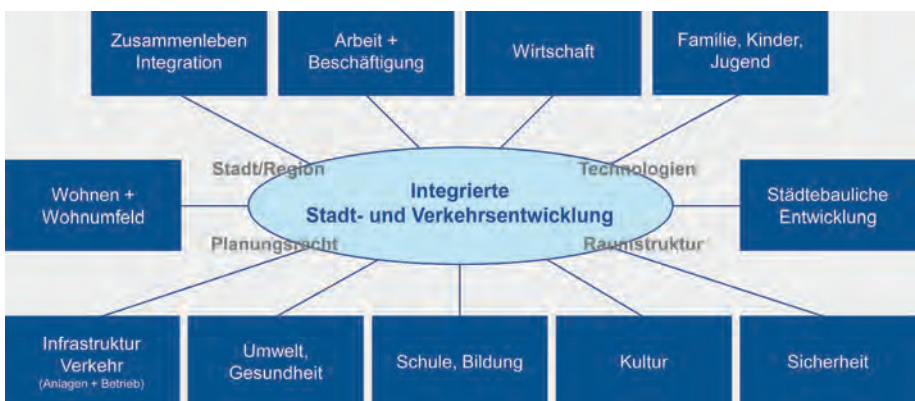 Zusammenleben
Integration
Arbeit +
Beschäftigung
Wirtschaft
Familie, Kinder,
Jugend
Stadt/Region
Technologien
Wohnen +
Wohnumfeld
Integrierte
Stadt- und Verkehrsentwicklung
Städtebauliche
Entwicklung
Planungsrecht
Raumstruktur
Infrastruktur
Verkehr
(Anlagen + Betrieb)
Umwelt,
Gesundheit
Schule, Bildung
Kultur
Sicherheit